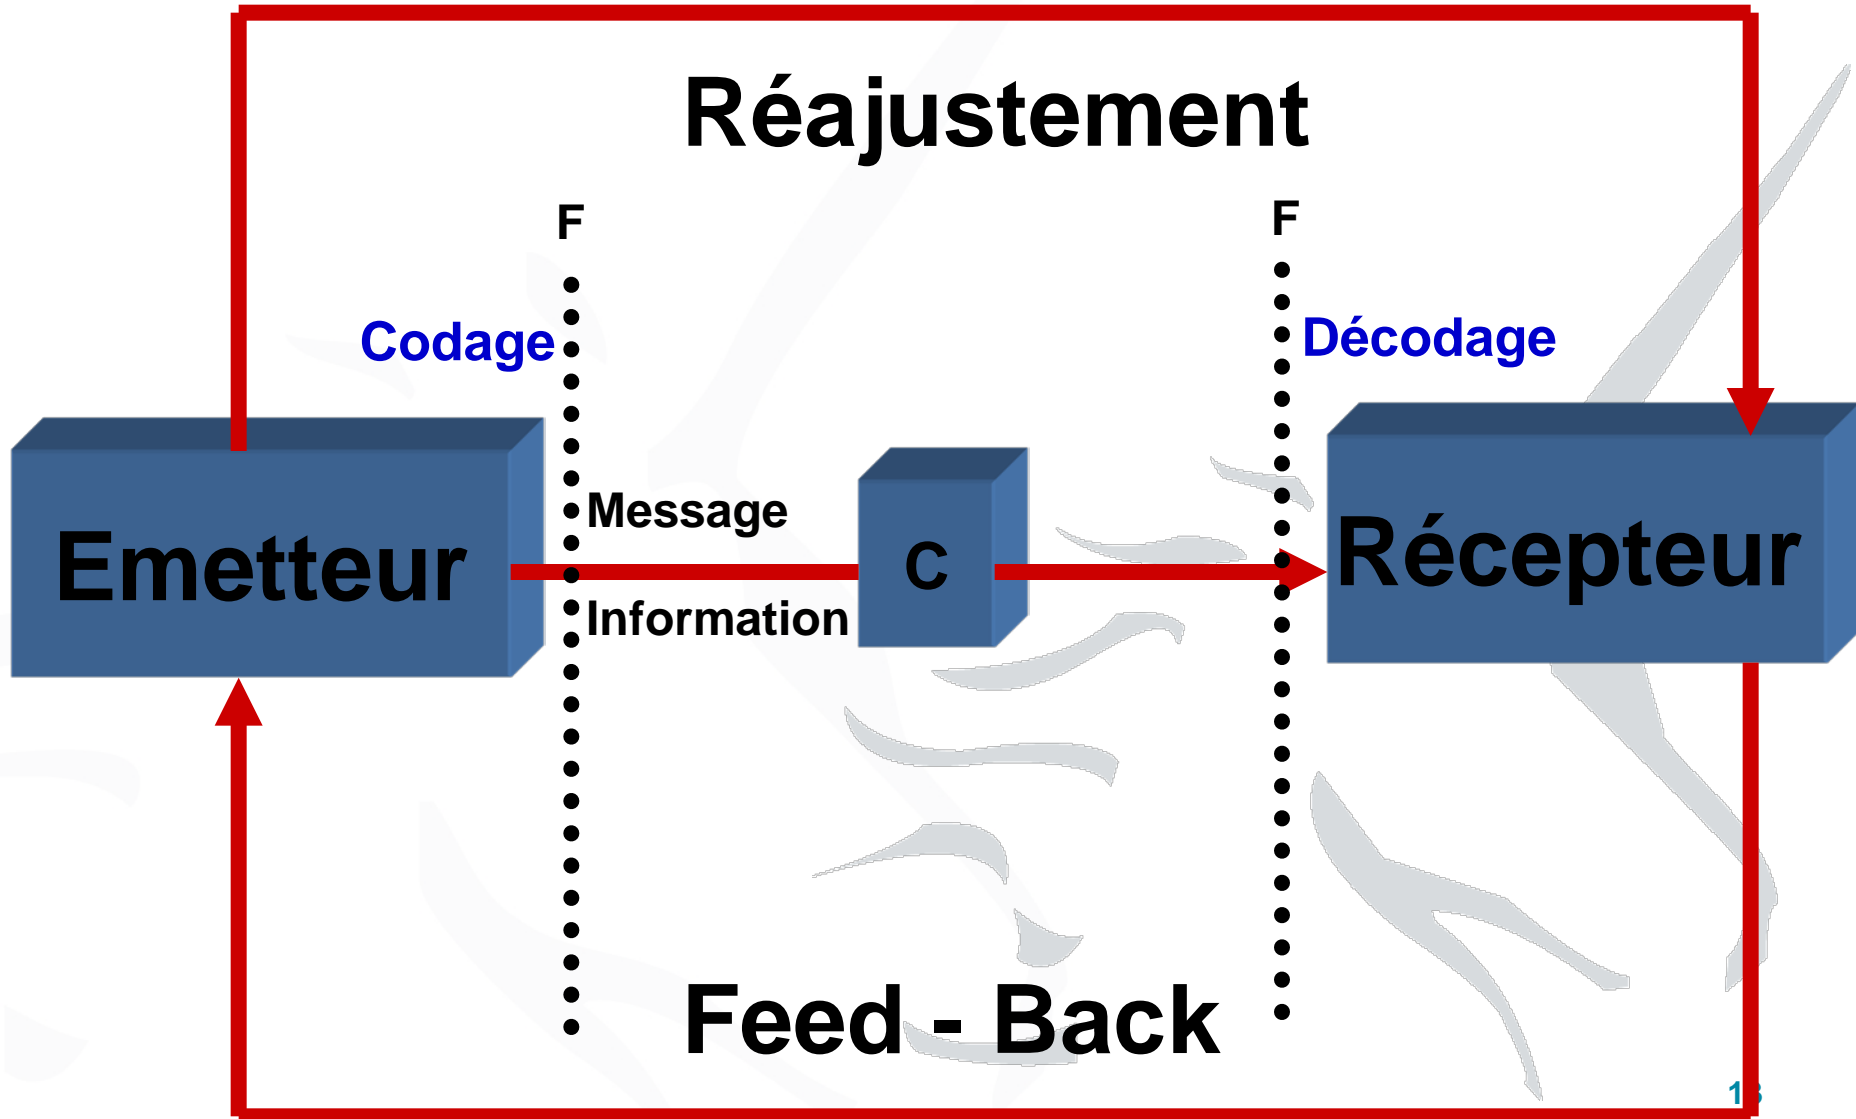 Réajustement
F
F
Codage
Décodage
Message
Emetteur
C
Récepteur
Information
Feed - Back